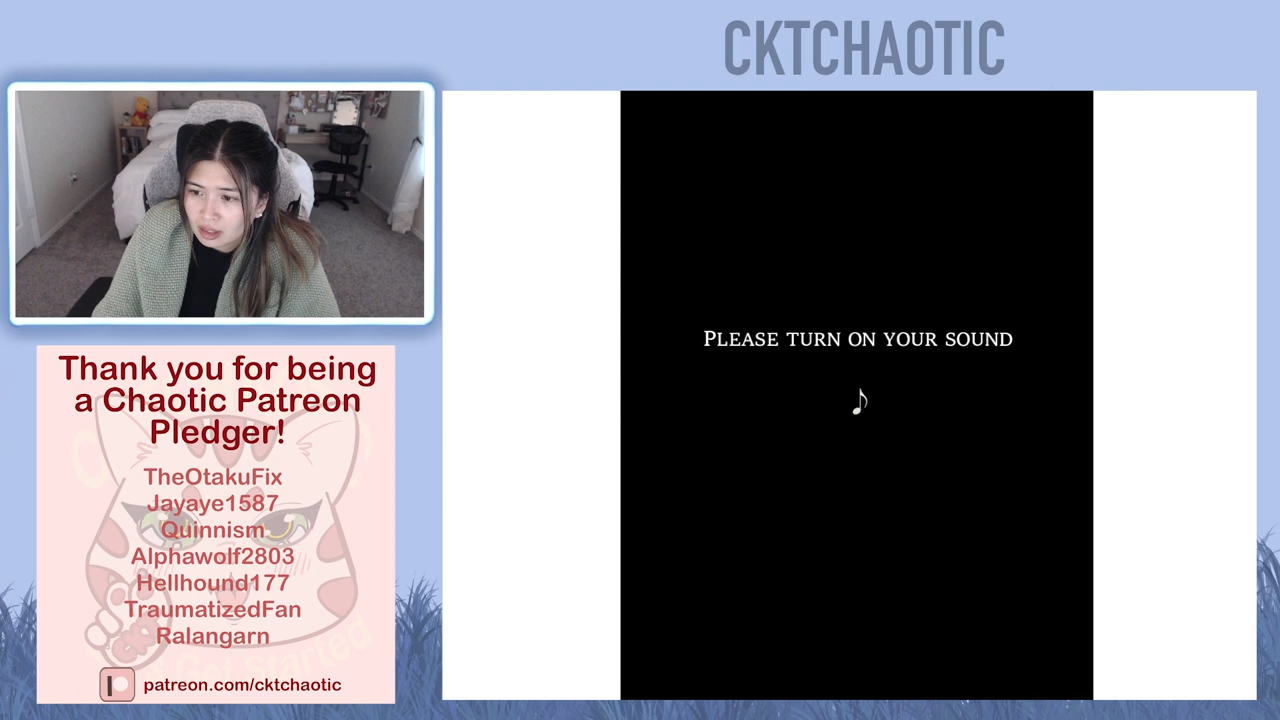 CKTCHAOTIC
Please turn on your sound
Thank you for being
a Chaotic Patreon
Pledger!
TheOtakuFix
Jayaye1587
Quinnism
Alphawolf2803
Hellhound177
TraumatizedFan
Ralangarn
patreon.com/cktchaotic